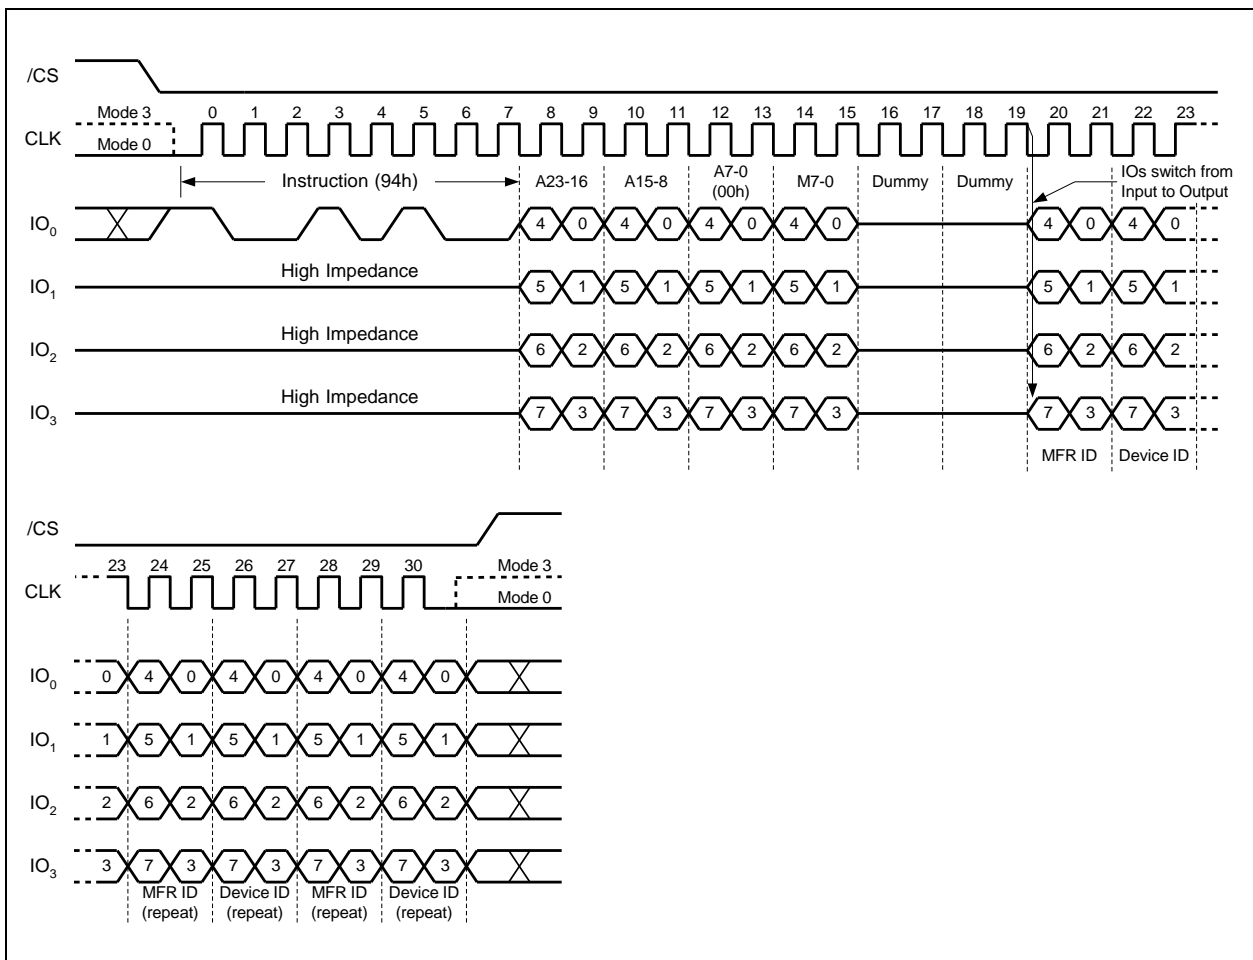 /CS
Mode 3 0 1 2 3 4 5 6 7 8 9 10 11 12 13 14 15 16 17 18 19 20 21 22 23
CLK
Mode 0
Instruction (94h) A23-16 A15-8 A7-0 (00h) M7-0 Dummy Dummy IOs switch from Input to Output
IO0 4 0 4 0 4 0 4 0 4 0 4 0
High Impedance
IO1 5 1 5 1 5 1 5 1 5 1 5 1
High Impedance
IO2 6 2 6 2 6 2 6 2 6 2 6 2
High Impedance
IO3 7 3 7 3 7 3 7 3 7 3 7 3
MFR ID Device ID
/CS
23 24 25 26 27 28 29 30 Mode 3
CLK
Mode 0
IO0 0 4 0 4 0 4 0 4 0
IO1 1 5 1 5 1 5 1 5 1
IO2 2 6 2 6 2 6 2 6 2
IO3 3 7 3 7 3 7 3 7 3
MFR ID Device ID MFR ID Device ID
(repeat) (repeat) (repeat) (repeat)